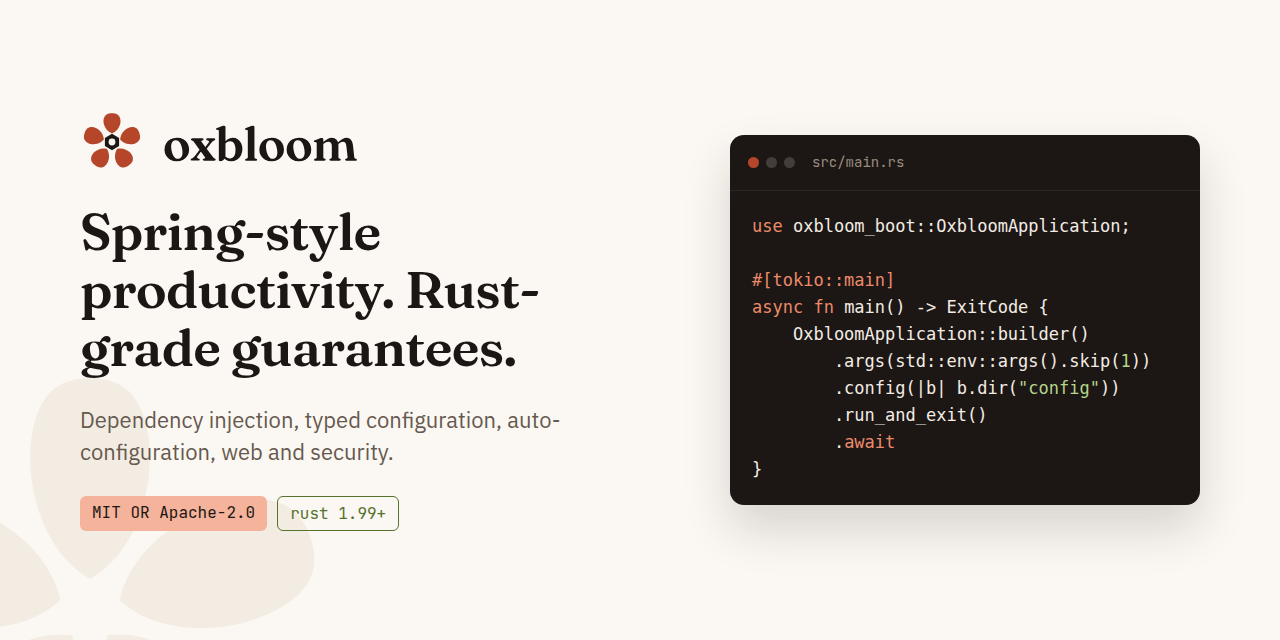 oxbloom
Spring-style
productivity. Rust-
grade guarantees.
Dependency injection, typed configuration, auto-
configuration, web and security.
MIT OR Apache-2.0
rust 1.99+
src/main.rs
use oxbloom_boot::OxbloomApplication;
#[tokio::main]
async fn main() -> ExitCode {
    OxbloomApplication::builder()
        .args(std::env::args().skip(1))
        .config(|b| b.dir("config"))
        .run_and_exit()
        .await
}